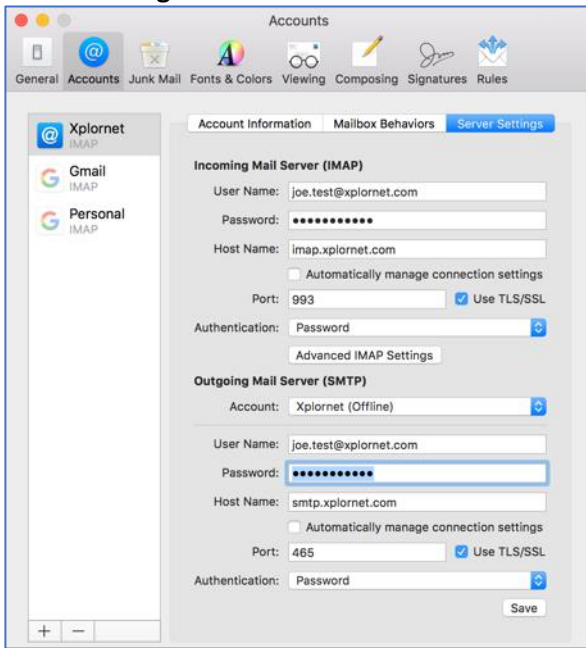 Accounts
General Accounts Junk Mail Fonts & Colors Viewing Composing Signatures Rules
Xplornet
IMAP
Gmail
IMAP
Personal
IMAP
Account Information Mailbox Behaviors Server Settings
Incoming Mail Server (IMAP)
User Name: joe.test@xplornet.com
Password: •••••••••••
Host Name: imap.xplornet.com
Automatically manage connection settings
Port: 993 Use TLS/SSL
Authentication: Password
Advanced IMAP Settings
Outgoing Mail Server (SMTP)
Account: Xplornet (Offline)
User Name: joe.test@xplornet.com
Password: •••••••••••
Host Name: smtp.xplornet.com
Automatically manage connection settings
Port: 465 Use TLS/SSL
Authentication: Password
Save